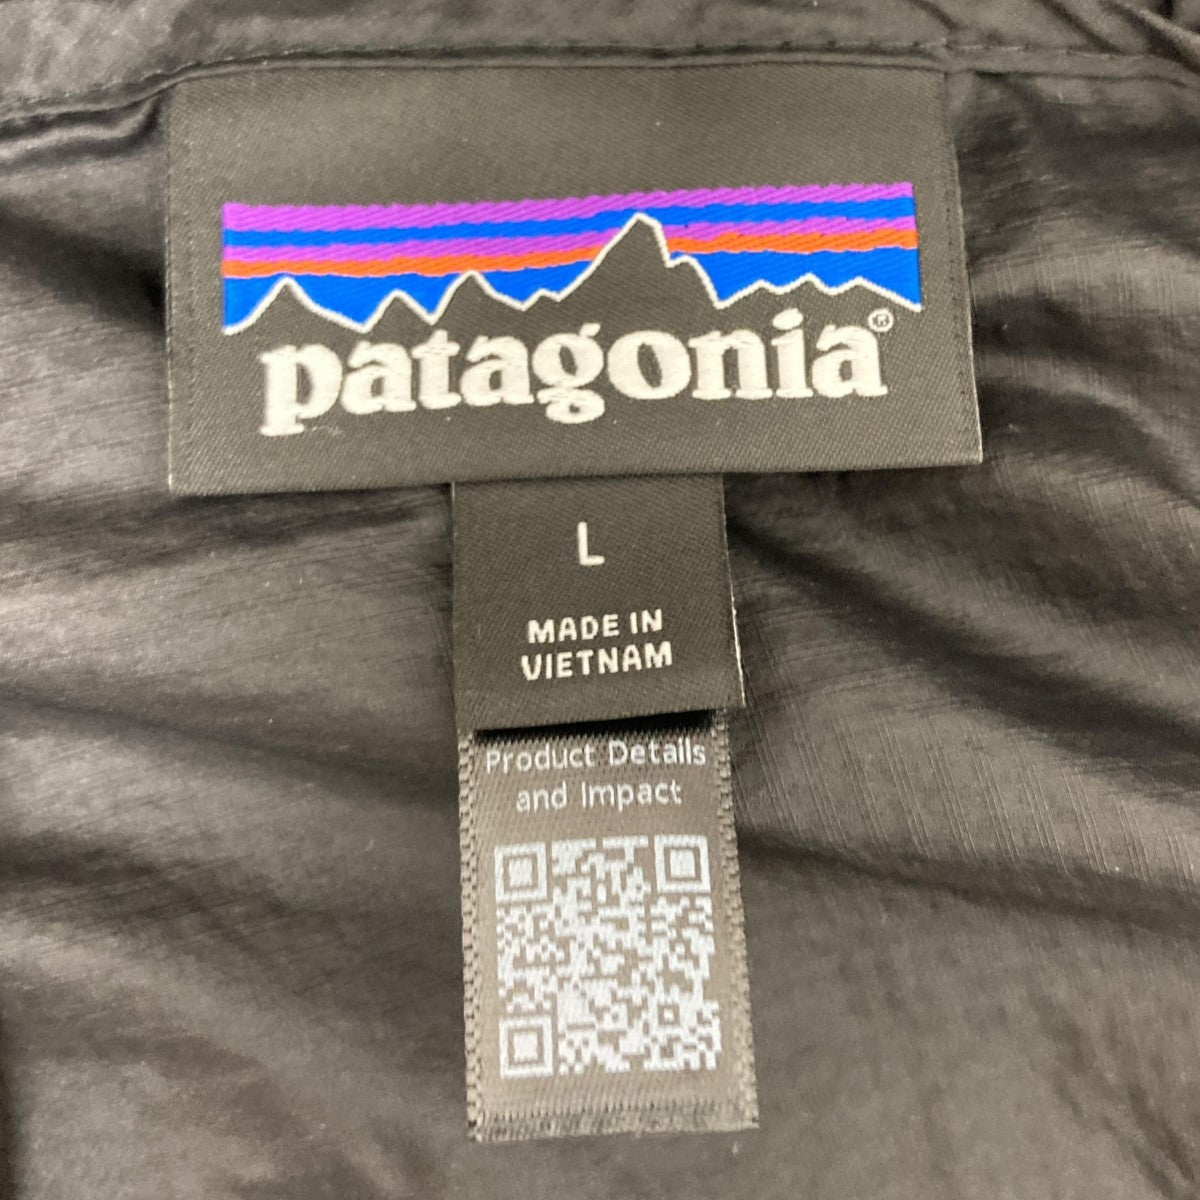 patagonia®
L
MADE IN
VIETNAM
Product Details
and Impact